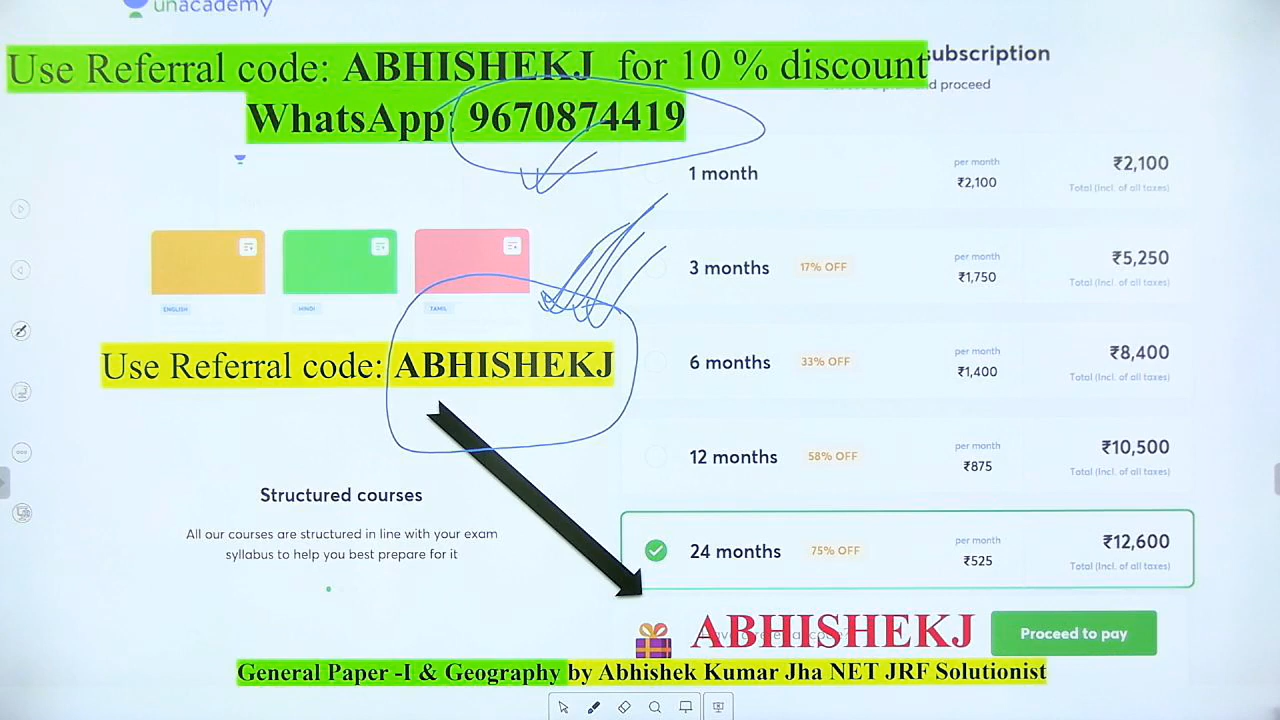 unacademy
Use Referral code: ABHISHEKJ for 10 % discount
subscription
WhatsApp: 9670874419
and proceed
1 month
per month
₹2,100
₹2,100
Total (Incl. of all taxes)
3 months
17% OFF
per month
₹1,750
₹5,250
Total (Incl. of all taxes)
ENGLISH
HINDI
TAMIL
6 months
33% OFF
per month
₹1,400
₹8,400
Total (Incl. of all taxes)
Use Referral code: ABHISHEKJ
12 months
58% OFF
per month
₹875
₹10,500
Total (Incl. of all taxes)
Structured courses
All our courses are structured in line with your exam
syllabus to help you best prepare for it
24 months
75% OFF
per month
₹525
₹12,600
Total (Incl. of all taxes)
ABHISHEKJ
Proceed to pay
General Paper -I & Geography by Abhishek Kumar Jha NET JRF Solutionist